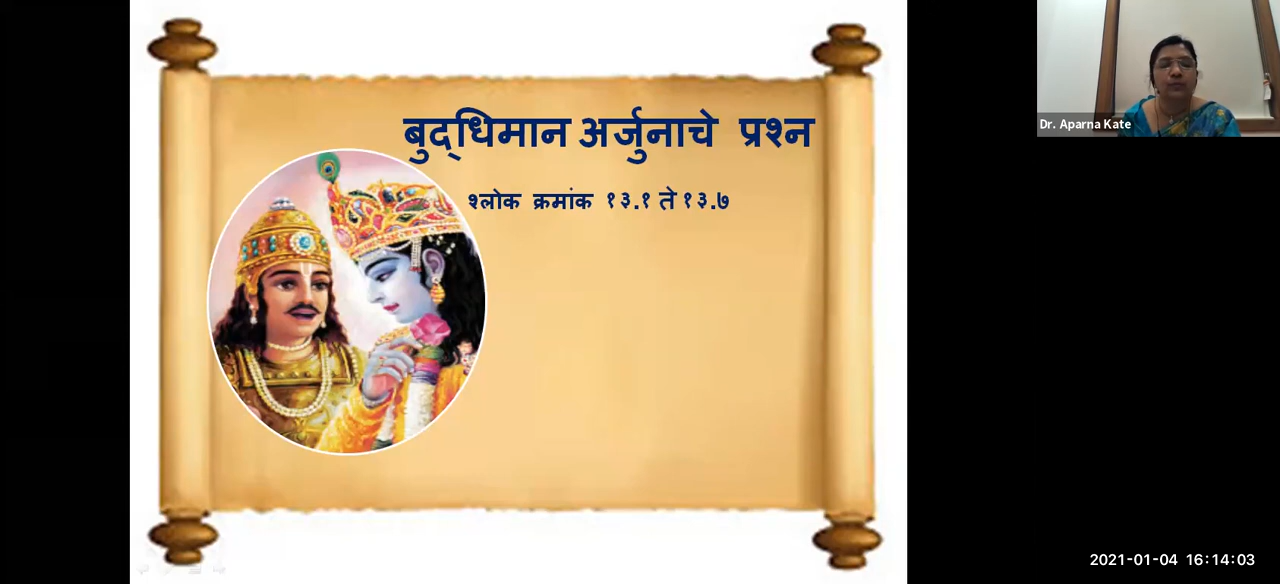 बुद्‌धिमान अर्जुनाचे प्रश्न
श्लोक क्रमांक १३.१ ते १३.७
Dr. Aparna Kate
2021-01-04 16:14:03